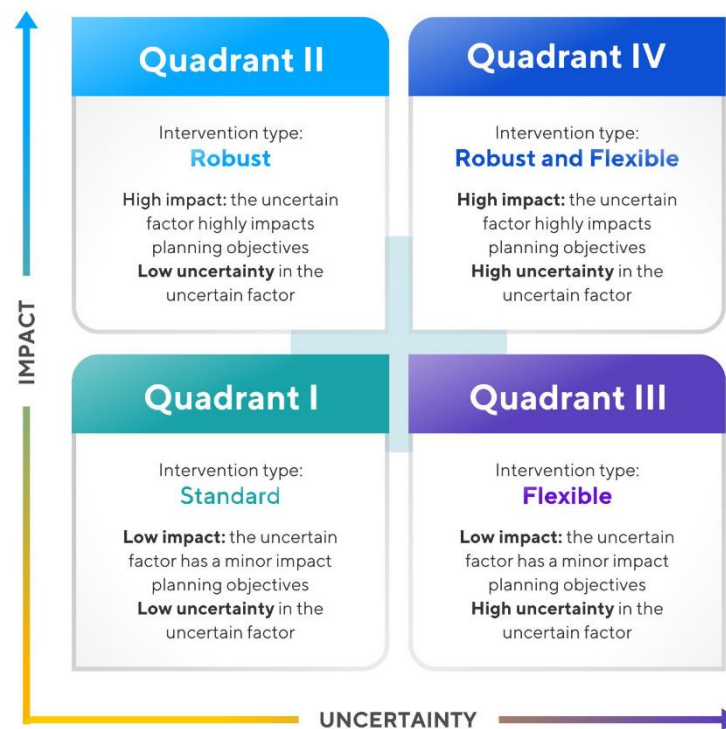 Quadrant II
Intervention type:
Robust
High impact: the uncertain
factor highly impacts
planning objectives
Low uncertainty in the
uncertain factor
Quadrant IV
Intervention type:
Robust and Flexible
High impact: the uncertain
factor highly impacts
planning objectives
High uncertainty in the
uncertain factor
IMPACT
Quadrant I
Intervention type:
Standard
Low impact: the uncertain
factor has a minor impact
planning objectives
Low uncertainty in the
uncertain factor
Quadrant III
Intervention type:
Flexible
Low impact: the uncertain
factor has a minor impact
planning objectives
High uncertainty in the
uncertain factor
UNCERTAINTY